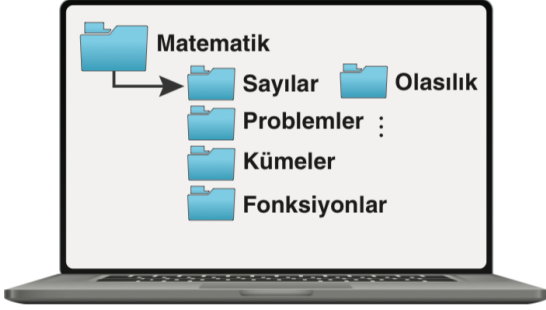 Matematik
Sayılar Olasılık
Problemler ⋮
Kümeler
Fonksiyonlar